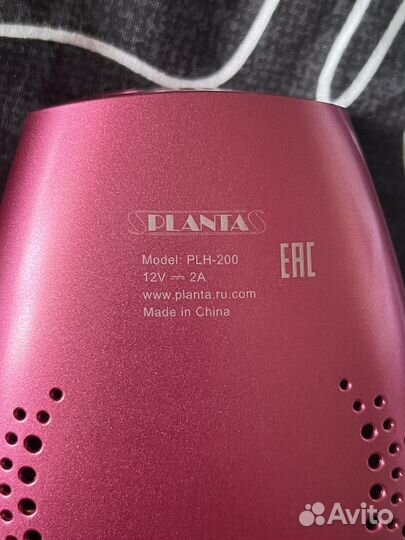 PLANTA
Model: PLH-200
12V ⎓ 2A
www.planta.ru.com
Made in China
EAC
Avito